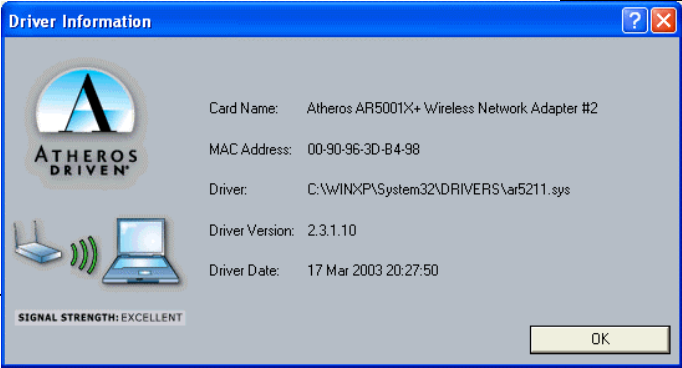 Driver Information
ATHEROS
DRIVEN
Card Name: Atheros AR5001X+ Wireless Network Adapter #2
MAC Address: 00-90-96-3D-B4-98
Driver: C:\WINXP\System32\DRIVERS\ar5211.sys
Driver Version: 2.3.1.10
Driver Date: 17 Mar 2003 20:27:50
SIGNAL STRENGTH: EXCELLENT
OK